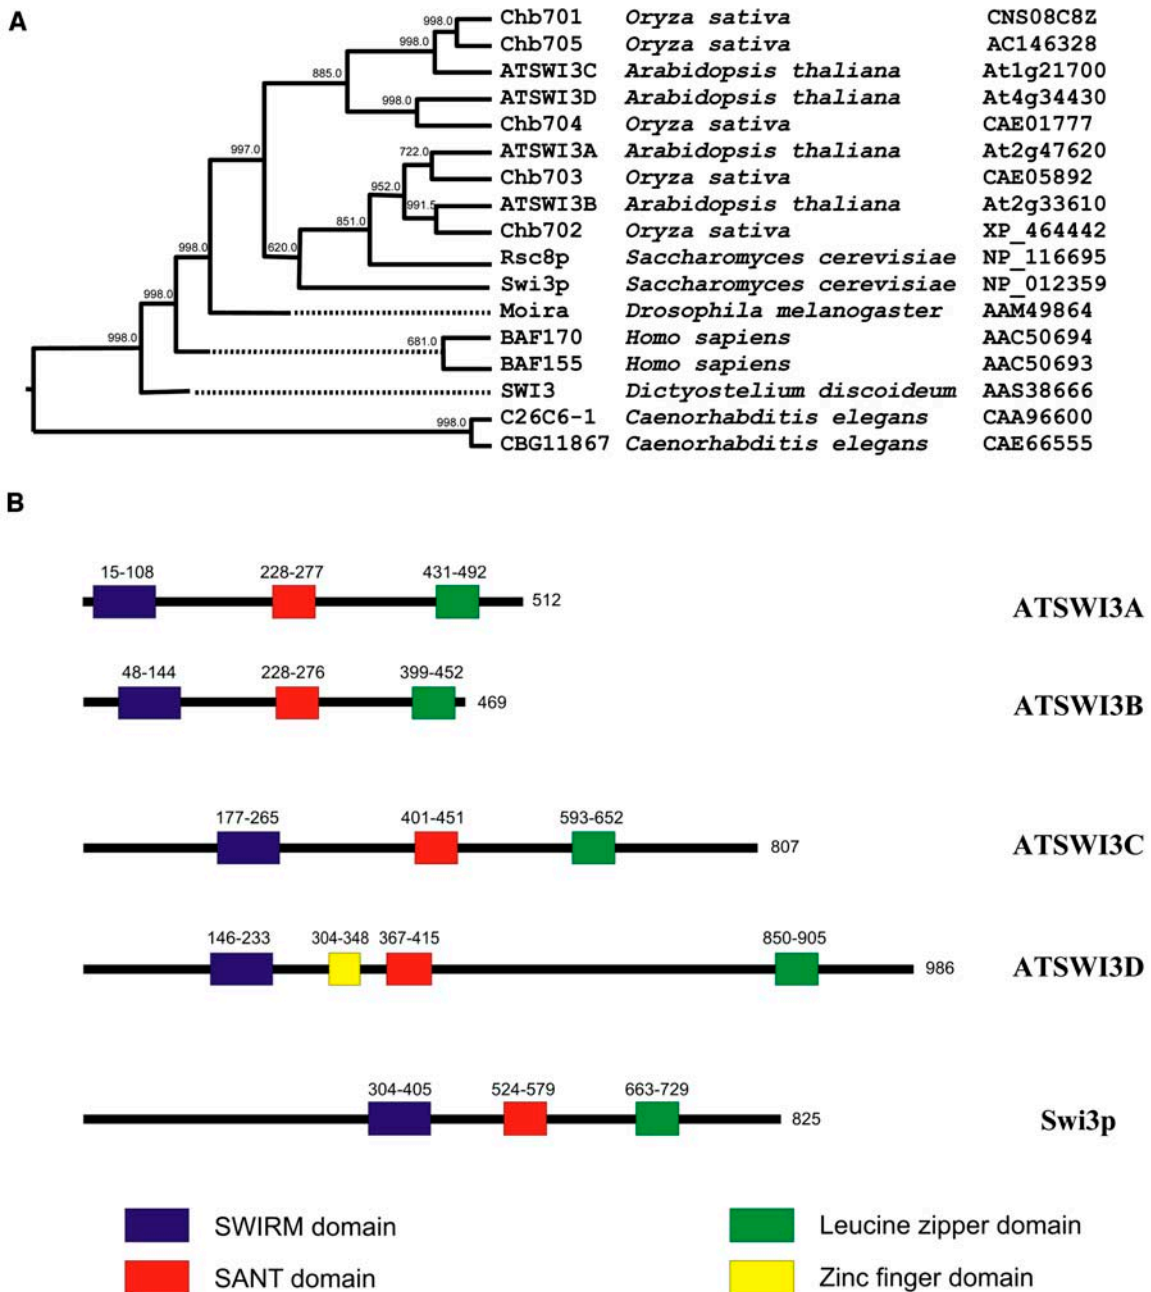 A
Chb701 Oryza sativa CNS08C8Z
Chb705 Oryza sativa AC146328
ATSWI3C Arabidopsis thaliana At1g21700
ATSWI3D Arabidopsis thaliana At4g34430
Chb704 Oryza sativa CAE01777
ATSWI3A Arabidopsis thaliana At2g47620
Chb703 Oryza sativa CAE05892
ATSWI3B Arabidopsis thaliana At2g33610
Chb702 Oryza sativa XP_464442
Rsc8p Saccharomyces cerevisiae NP_116695
Swi3p Saccharomyces cerevisiae NP_012359
Moira Drosophila melanogaster AAM49864
BAF170 Homo sapiens AAC50694
BAF155 Homo sapiens AAC50693
SWI3 Dictyostelium discoideum AAS38666
C26C6-1 Caenorhabditis elegans CAA96600
CBG11867 Caenorhabditis elegans CAE66555
998.0
998.0
885.0
998.0
997.0
722.0
952.0
991.5
851.0
620.0
998.0
998.0
998.0
681.0
998.0
B
15-108 228-277 431-492
512 ATSWI3A
48-144 228-276 399-452
469 ATSWI3B
177-265 401-451 593-652
807 ATSWI3C
146-233 304-348 367-415 850-905
986 ATSWI3D
304-405 524-579 663-729
825 Swi3p
SWIRM domain Leucine zipper domain
SANT domain Zinc finger domain